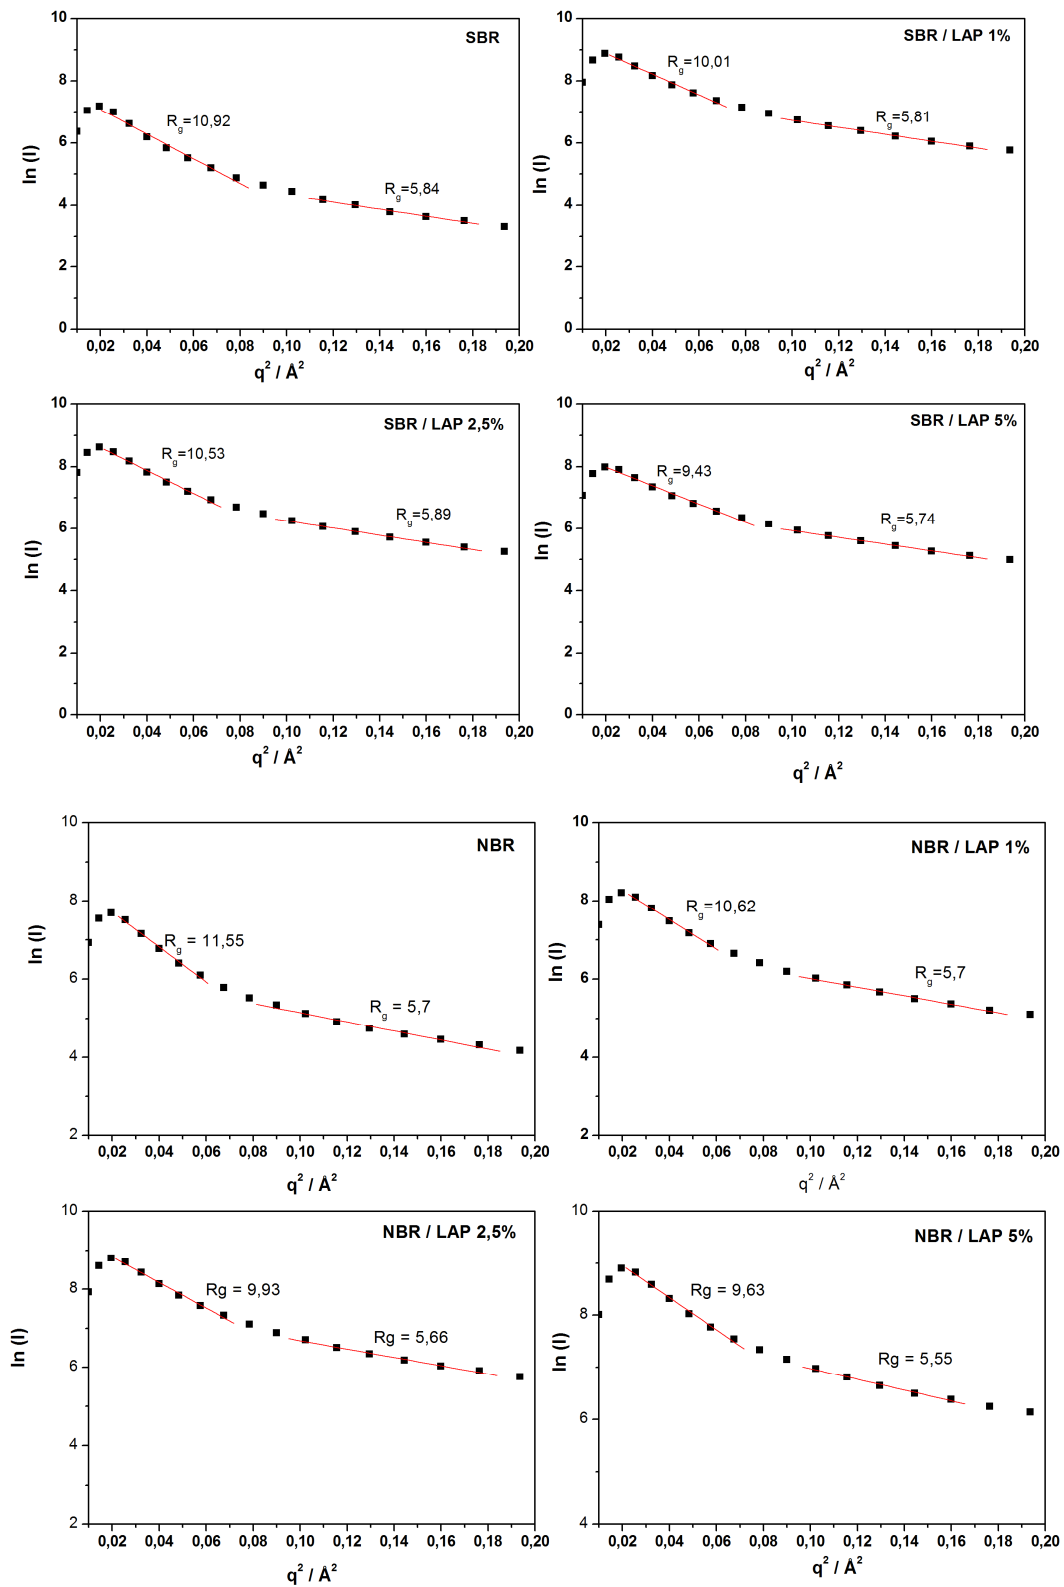 SBR
R_g=10,92
R_g=5,84
10
8
6
4
2
0
ln (I)
0,02 0,04 0,06 0,08 0,10 0,12 0,14 0,16 0,18 0,20
q² / Å²
SBR / LAP 1%
R_g=10,01
R_g=5,81
10
8
6
4
2
0
ln (I)
0,02 0,04 0,06 0,08 0,10 0,12 0,14 0,16 0,18 0,20
q² / Å²
SBR / LAP 2,5%
R_g=10,53
R_g=5,89
10
8
6
4
2
0
ln (I)
0,02 0,04 0,06 0,08 0,10 0,12 0,14 0,16 0,18 0,20
q² / Å²
SBR / LAP 5%
R_g=9,43
R_g=5,74
10
8
6
4
2
0
ln (I)
0,02 0,04 0,06 0,08 0,10 0,12 0,14 0,16 0,18 0,20
q² / Å²
NBR
R_g = 11,55
R_g = 5,7
10
8
6
4
2
ln (I)
0,02 0,04 0,06 0,08 0,10 0,12 0,14 0,16 0,18 0,20
q² / Å²
NBR / LAP 1%
R_g=10,62
R_g=5,7
10
8
6
4
2
ln (I)
0,02 0,04 0,06 0,08 0,10 0,12 0,14 0,16 0,18 0,20
q² / Å²
NBR / LAP 2,5%
Rg = 9,93
Rg = 5,66
10
8
6
4
2
ln (I)
0,02 0,04 0,06 0,08 0,10 0,12 0,14 0,16 0,18 0,20
q² / Å²
NBR / LAP 5%
Rg = 9,63
Rg = 5,55
10
8
6
4
ln (I)
0,02 0,04 0,06 0,08 0,10 0,12 0,14 0,16 0,18 0,20
q² / Å²